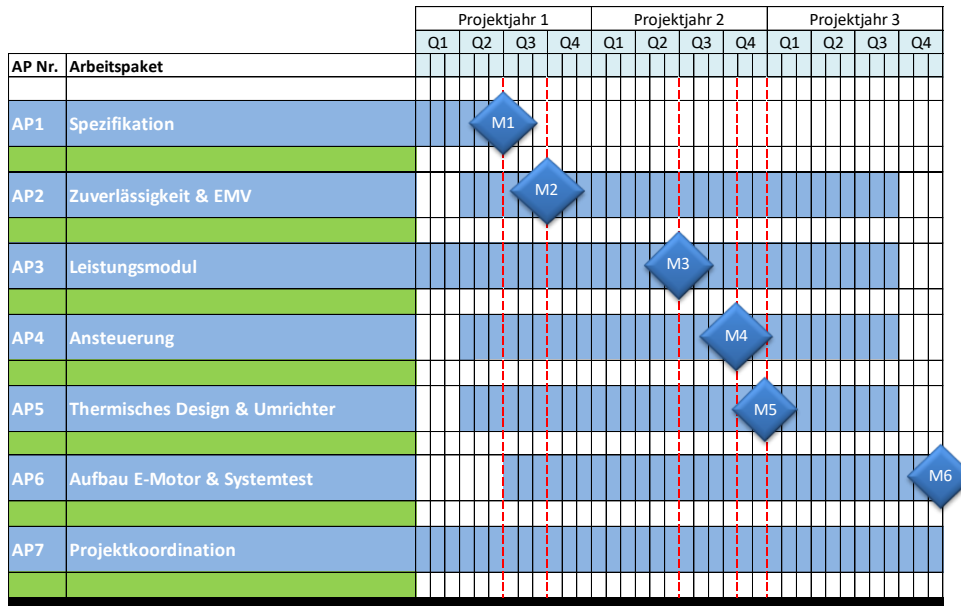 Projektjahr 1 Projektjahr 2 Projektjahr 3
Q1 Q2 Q3 Q4 Q1 Q2 Q3 Q4 Q1 Q2 Q3 Q4
AP Nr. Arbeitspaket
AP1 Spezifikation M1
AP2 Zuverlässigkeit & EMV M2
AP3 Leistungsmodul M3
AP4 Ansteuerung M4
AP5 Thermisches Design & Umrichter M5
AP6 Aufbau E-Motor & Systemtest M6
AP7 Projektkoordination